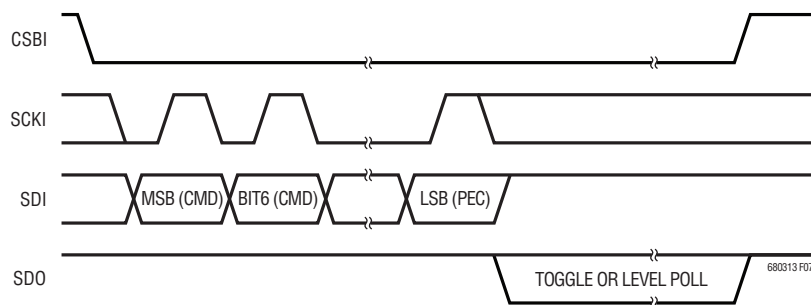 CSBI
SCKI
SDI
MSB (CMD) BIT6 (CMD) LSB (PEC)
SDO
TOGGLE OR LEVEL POLL
680313 F07